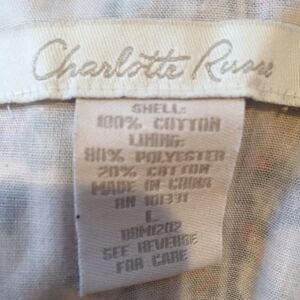 Charlotte Russe
SHELL:
100% COTTON
LINING:
80% POLYESTER
20% COTTON
MADE IN CHINA
RN 101331
L
SEE REVERSE
FOR CARE